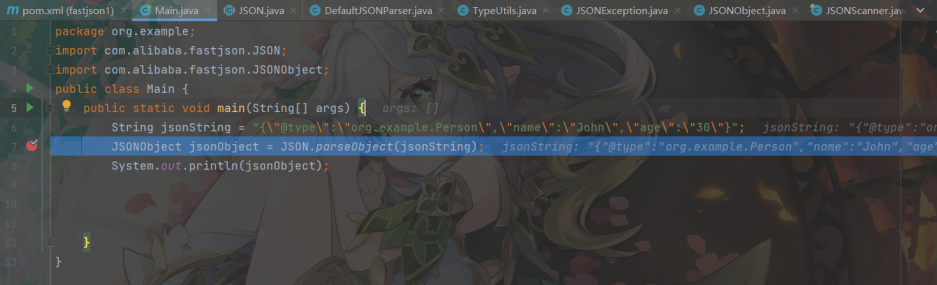 pom.xml (fastjson1) Main.java JSON.java DefaultJSONParser.java TypeUtils.java JSONException.java JSONObject.java JSONScanner.java
1 package org.example;
2 import com.alibaba.fastjson.JSON;
3 import com.alibaba.fastjson.JSONObject;
4 public class Main {
5 public static void main(String[] args) { args: []
6 String jsonString = "{\"@type\":\"org.example.Person\",\"name\":\"John\",\"age\":\"30\"}"; jsonString: "{"@type":"or
7 JSONObject jsonObject = JSON.parseObject(jsonString); jsonString: "{"@type":"org.example.Person","name":"John","age"
8 System.out.println(jsonObject);
12 }
}